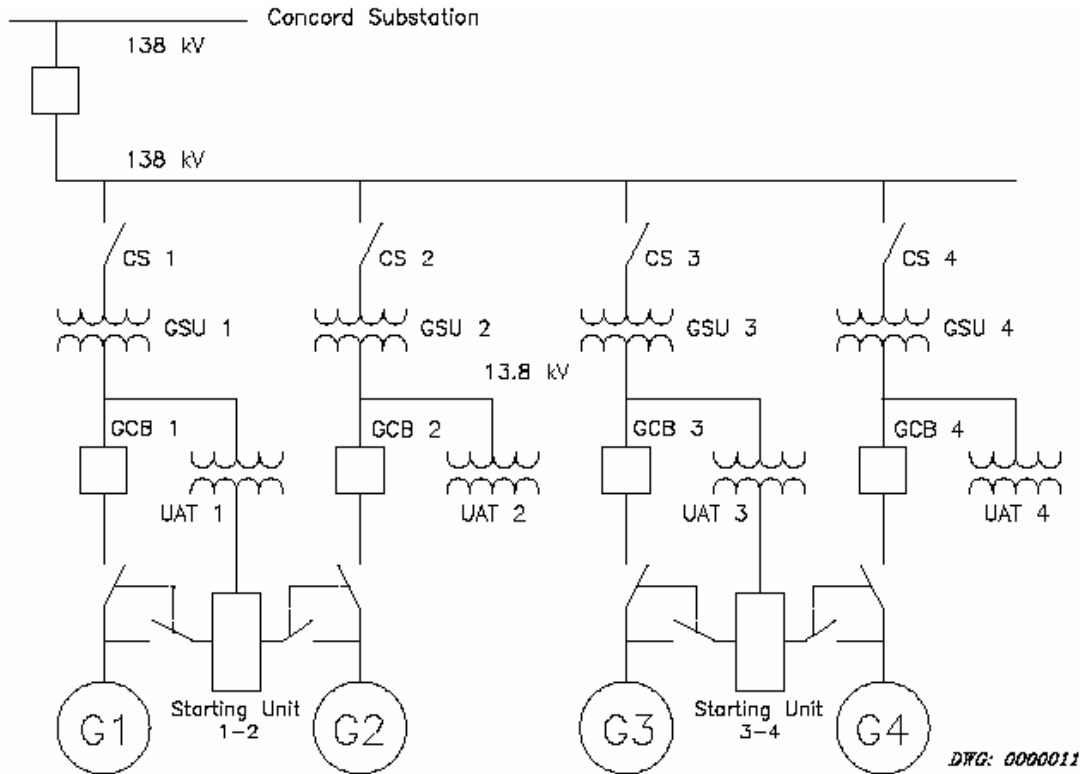 Concord Substation
138 kV
138 kV
CS 1
CS 2
CS 3
CS 4
GSU 1
GSU 2
GSU 3
GSU 4
13.8 kV
GCB 1
GCB 2
GCB 3
GCB 4
UAT 1
UAT 2
UAT 3
UAT 4
G1
Starting Unit
1-2
G2
G3
Starting Unit
3-4
G4
DWG: 0000011